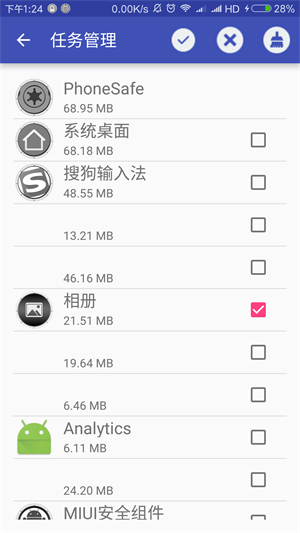 下午1:24 0.00K/s HD 28%
任务管理
PhoneSafe
68.95 MB
系统桌面
68.18 MB
搜狗输入法
48.55 MB
13.21 MB
46.16 MB
相册
21.51 MB
19.64 MB
6.46 MB
Analytics
6.11 MB
24.20 MB
MIUI安全组件